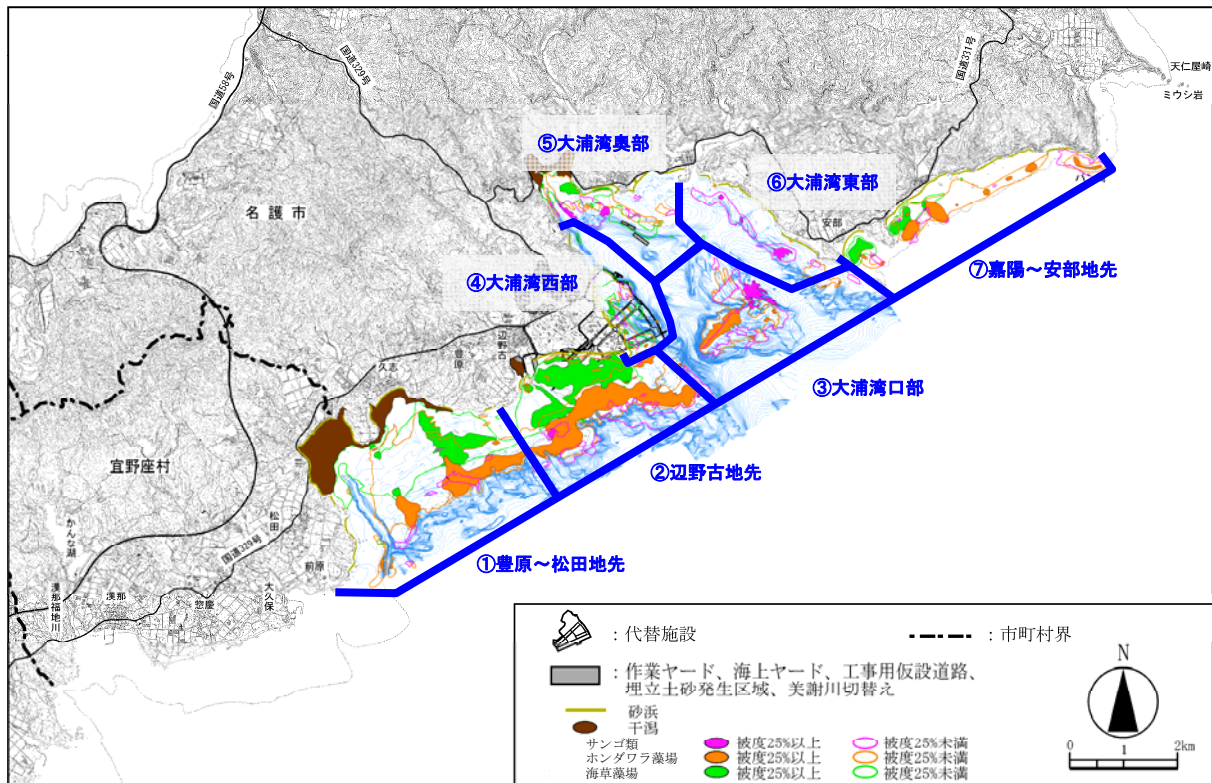 国道58号
国道329号
国道331号
天仁屋崎
ミウシ岩
⑤大浦湾奥部
⑥大浦湾東部
バン
名護市
安部
④大浦湾西部
⑦嘉陽～安部地先
辺野古
豊原
久志
③大浦湾口部
宜野座村
②辺野古地先
かんな湖
松田
国道329号
①豊原～松田地先
前原
大久保
惣慶
漢那
漢那福地川
：代替施設
：市町村界
：作業ヤード、海上ヤード、工事用仮設道路、
埋立土砂発生区域、美謝川切替え
砂浜
干潟
サンゴ類 被度25%以上 被度25%未満
ホンダワラ藻場 被度25%以上 被度25%未満
海草藻場 被度25%以上 被度25%未満
N
0 1 2km